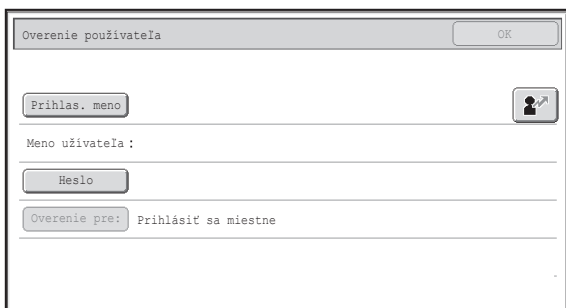 Overenie používateľa OK
Prihlas. meno
Meno užívateľa :
Heslo
Overenie pre: Prihlásiť sa miestne